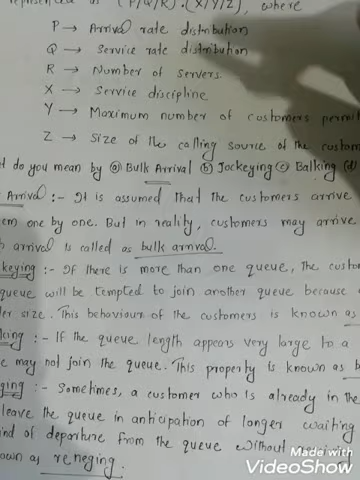 represented as (P/Q/R) : (X/Y/Z), where
P → Arrival rate distribution
Q → Service rate distribution
R → Number of servers.
X → Service discipline
Y → Maximum number of customers permit
Z → Size of the calling source of the custom
do you mean by (a) Bulk Arrival (b) Jockeying (c) Balking (d)
Arrival :- It is assumed that the customers arrive
em one by one. But in reality, customers may arrive
arrival is called as bulk arrival.
keying :- If there is more than one queue, the custo
queue will be tempted to join another queue because
er size. This behaviour of the customers is known as
king :- If the queue length appears very large to a
may not join the queue. This property is known as b
ging :- Sometimes, a customer who is already in the
leave the queue in anticipation of longer waiting
ind of departure from the queue without
own as reneging.
Made with
VideoShow